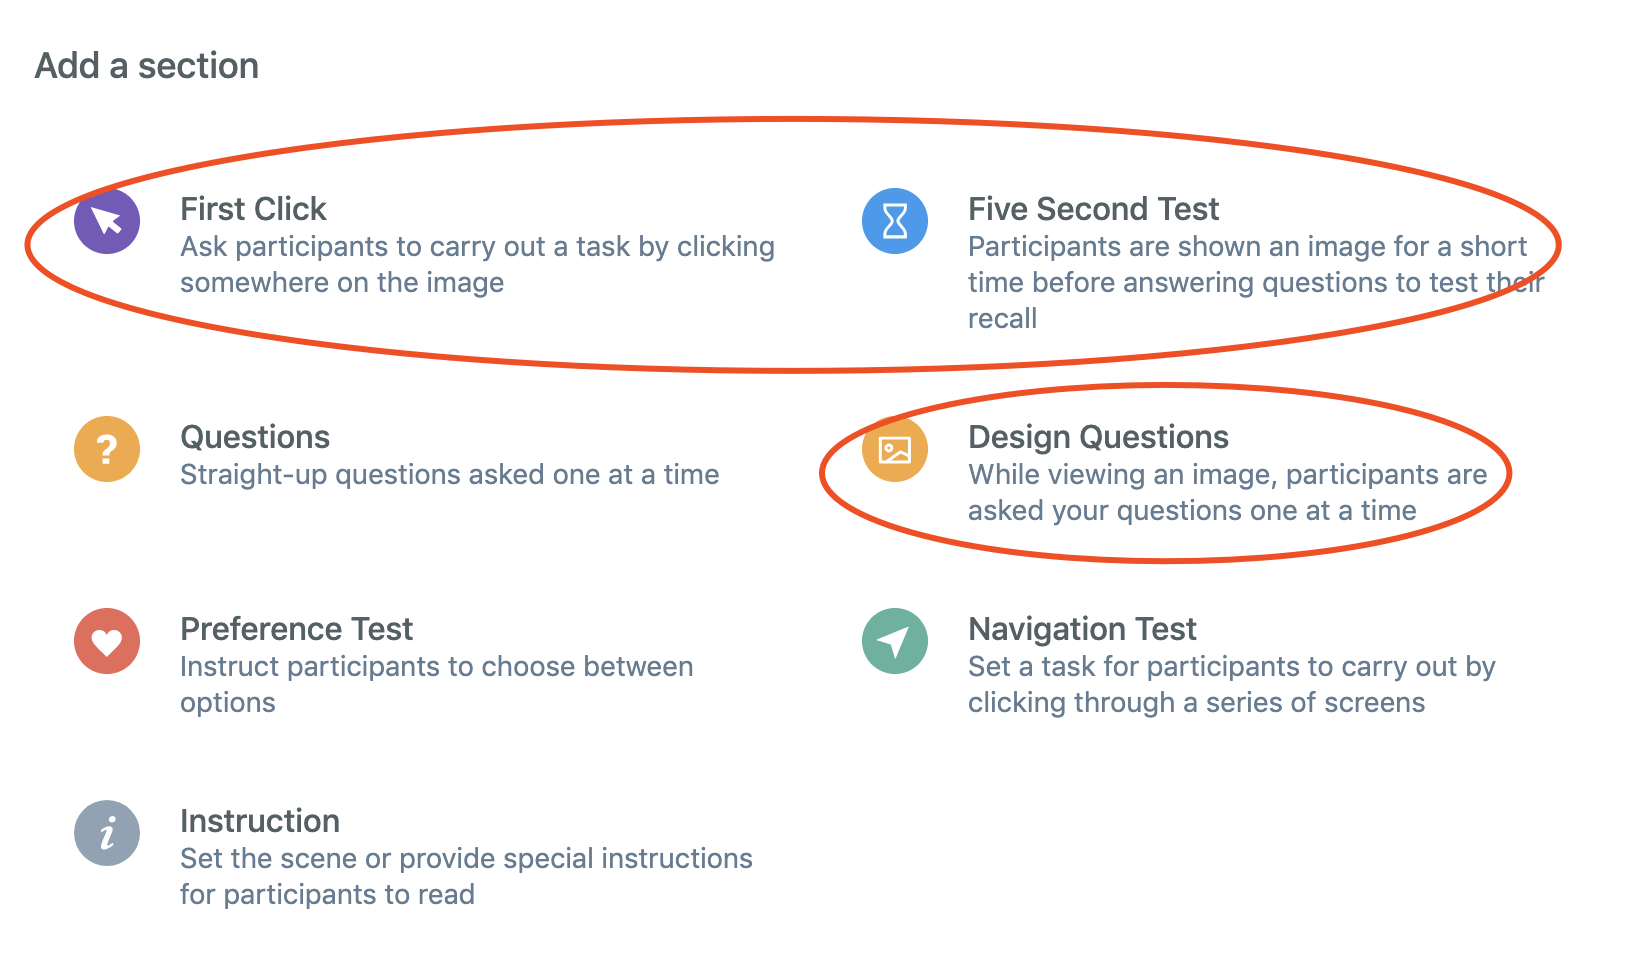 Add a section
First Click
Ask participants to carry out a task by clicking
somewhere on the image
Five Second Test
Participants are shown an image for a short
time before answering questions to test their
recall
Questions
Straight-up questions asked one at a time
Design Questions
While viewing an image, participants are
asked your questions one at a time
Preference Test
Instruct participants to choose between
options
Navigation Test
Set a task for participants to carry out by
clicking through a series of screens
Instruction
Set the scene or provide special instructions
for participants to read